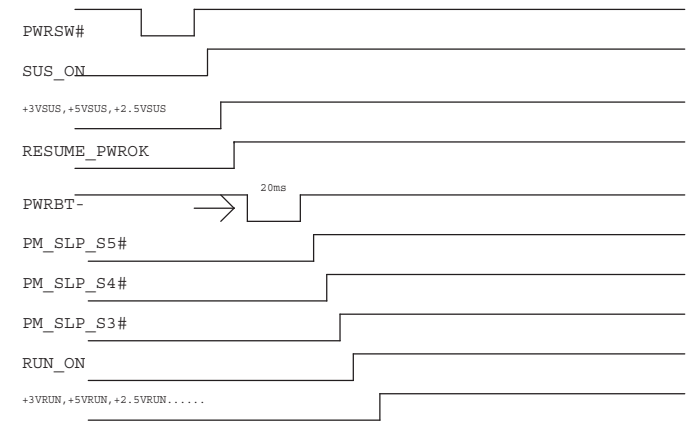 PWRSW#
SUS_ON
+3VSUS,+5VSUS,+2.5VSUS
RESUME_PWROK
20ms
PWRBT-
PM_SLP_S5#
PM_SLP_S4#
PM_SLP_S3#
RUN_ON
+3VRUN,+5VRUN,+2.5VRUN......